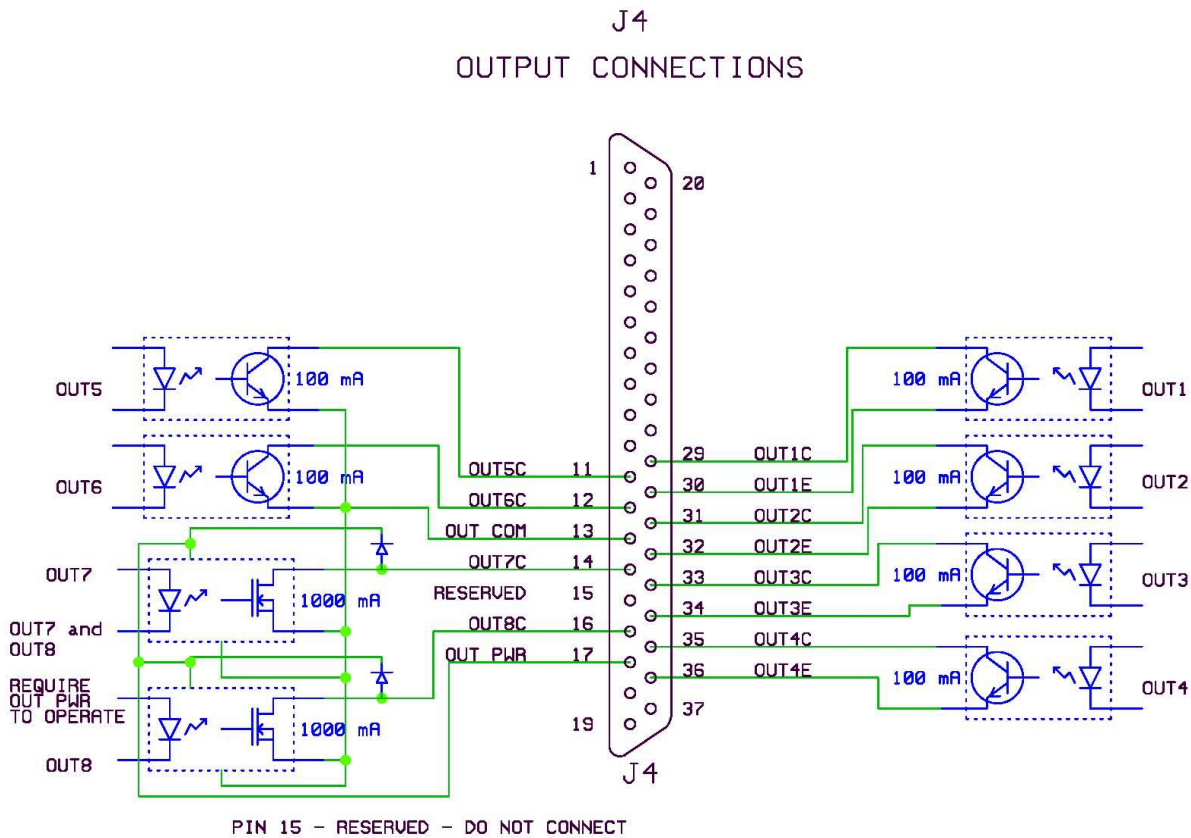 J4
OUTPUT CONNECTIONS
1
20
OUT5
100 mA
OUT6
100 mA
OUT5C 11
OUT6C 12
OUT COM 13
OUT7C 14
RESERVED 15
OUT8C 16
OUT PWR 17
19
OUT7
1000 mA
OUT7 and
OUT8
REQUIRE
OUT PWR
TO OPERATE
1000 mA
OUT8
29 OUT1C
30 OUT1E
31 OUT2C
32 OUT2E
33 OUT3C
34 OUT3E
35 OUT4C
36 OUT4E
37
100 mA
OUT1
100 mA
OUT2
100 mA
OUT3
100 mA
OUT4
J4
PIN 15 - RESERVED - DO NOT CONNECT